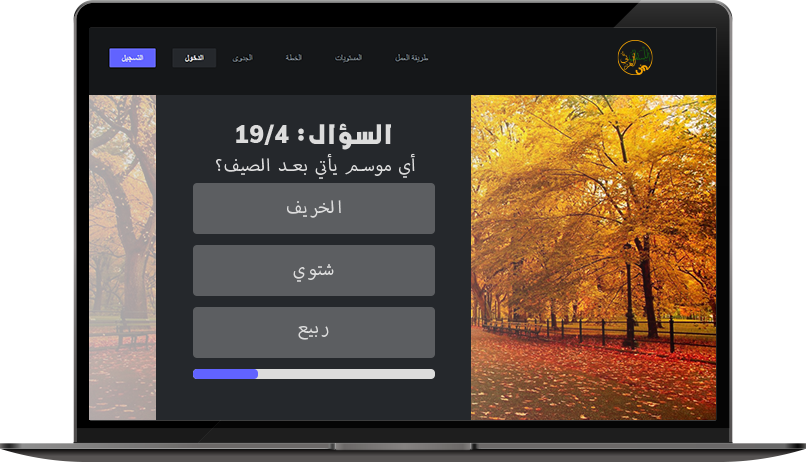 طريقة العمل
المستويات
الخطة
الجدوى
الدخول
التسجيل
السؤال: 19/4
أي موسم يأتي بعد الصيف؟
الخريف
شتوي
ربيع